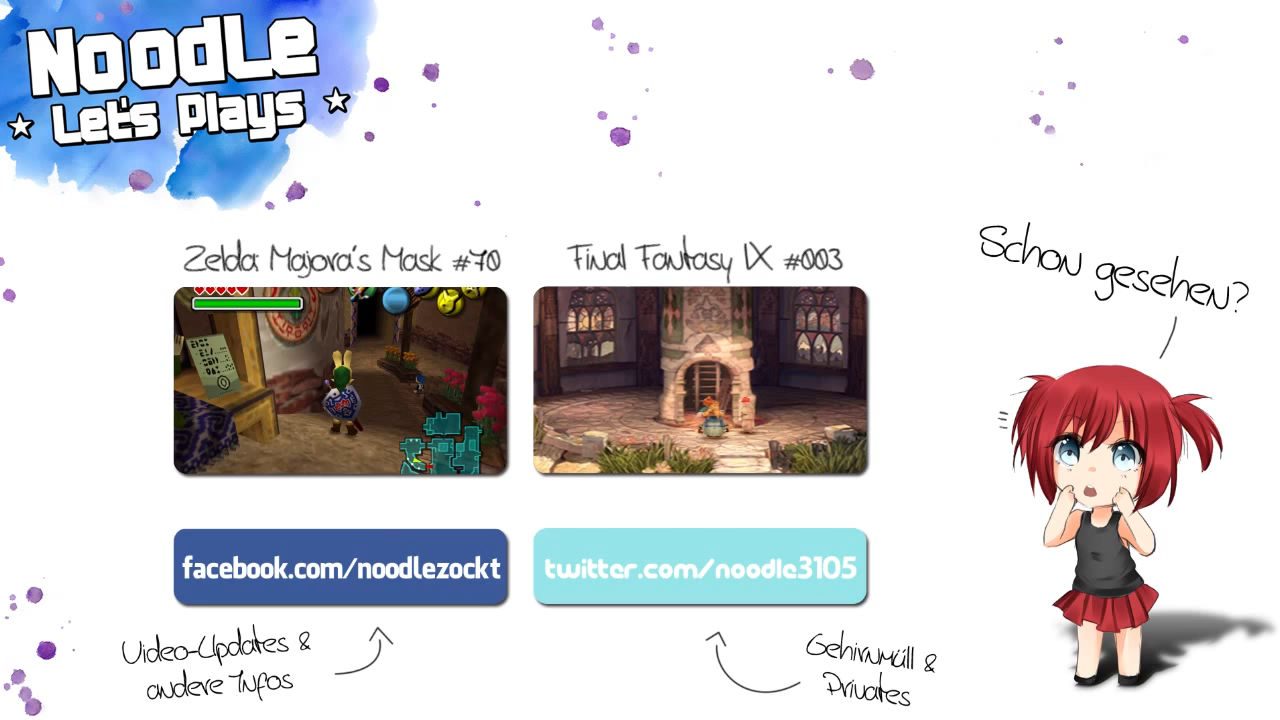 Noodle
Let's Plays
Zelda Majora's Mask #70
Final Fantasy IX #003
Schon gesehen?
facebook.com/noodlezockt
twitter.com/noodle3105
Video-Updates &
andere Infos
Gehirnmüll &
Privates